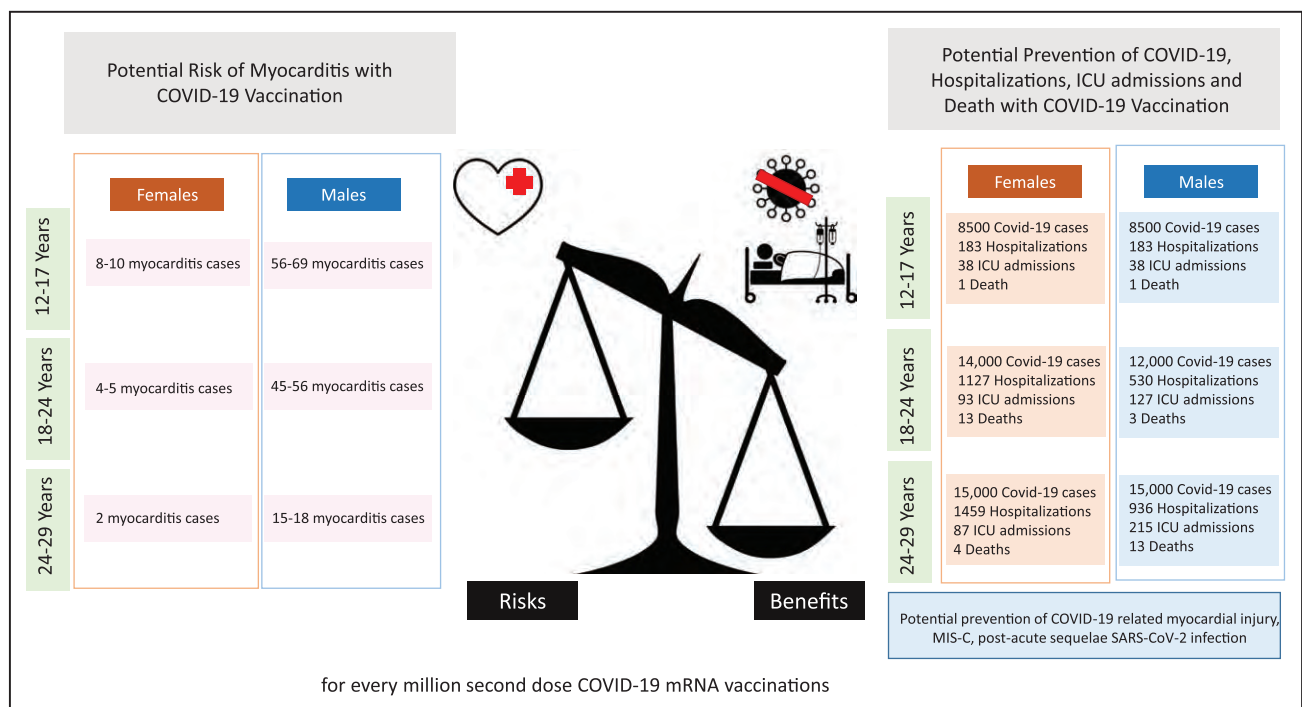 Potential Risk of Myocarditis with
COVID-19 Vaccination
Females
Males
12-17 Years
8-10 myocarditis cases
56-69 myocarditis cases
18-24 Years
4-5 myocarditis cases
45-56 myocarditis cases
24-29 Years
2 myocarditis cases
15-18 myocarditis cases
Risks
Benefits
Potential Prevention of COVID-19,
Hospitalizations, ICU admissions and
Death with COVID-19 Vaccination
Females
Males
12-17 Years
8500 Covid-19 cases
183 Hospitalizations
38 ICU admissions
1 Death
8500 Covid-19 cases
183 Hospitalizations
38 ICU admissions
1 Death
18-24 Years
14,000 Covid-19 cases
1127 Hospitalizations
93 ICU admissions
13 Deaths
12,000 Covid-19 cases
530 Hospitalizations
127 ICU admissions
3 Deaths
24-29 Years
15,000 Covid-19 cases
1459 Hospitalizations
87 ICU admissions
4 Deaths
15,000 Covid-19 cases
936 Hospitalizations
215 ICU admissions
13 Deaths
Potential prevention of COVID-19 related myocardial injury,
MIS-C, post-acute sequelae SARS-CoV-2 infection
for every million second dose COVID-19 mRNA vaccinations